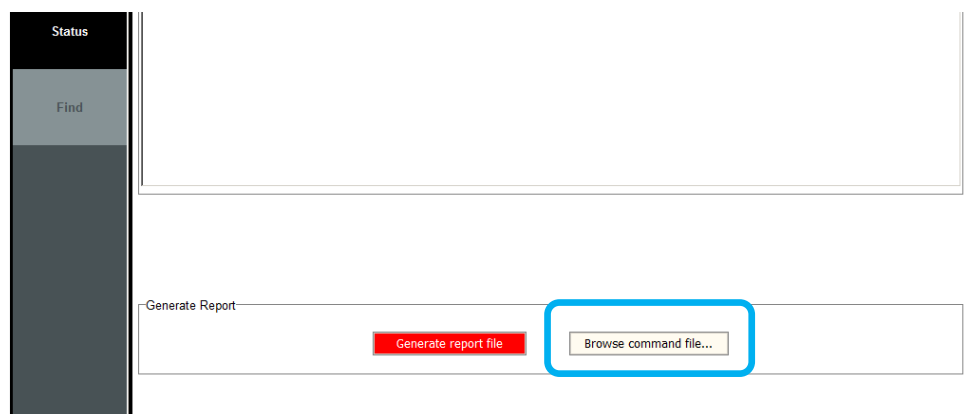 Status
Find
Generate Report
Generate report file
Browse command file...